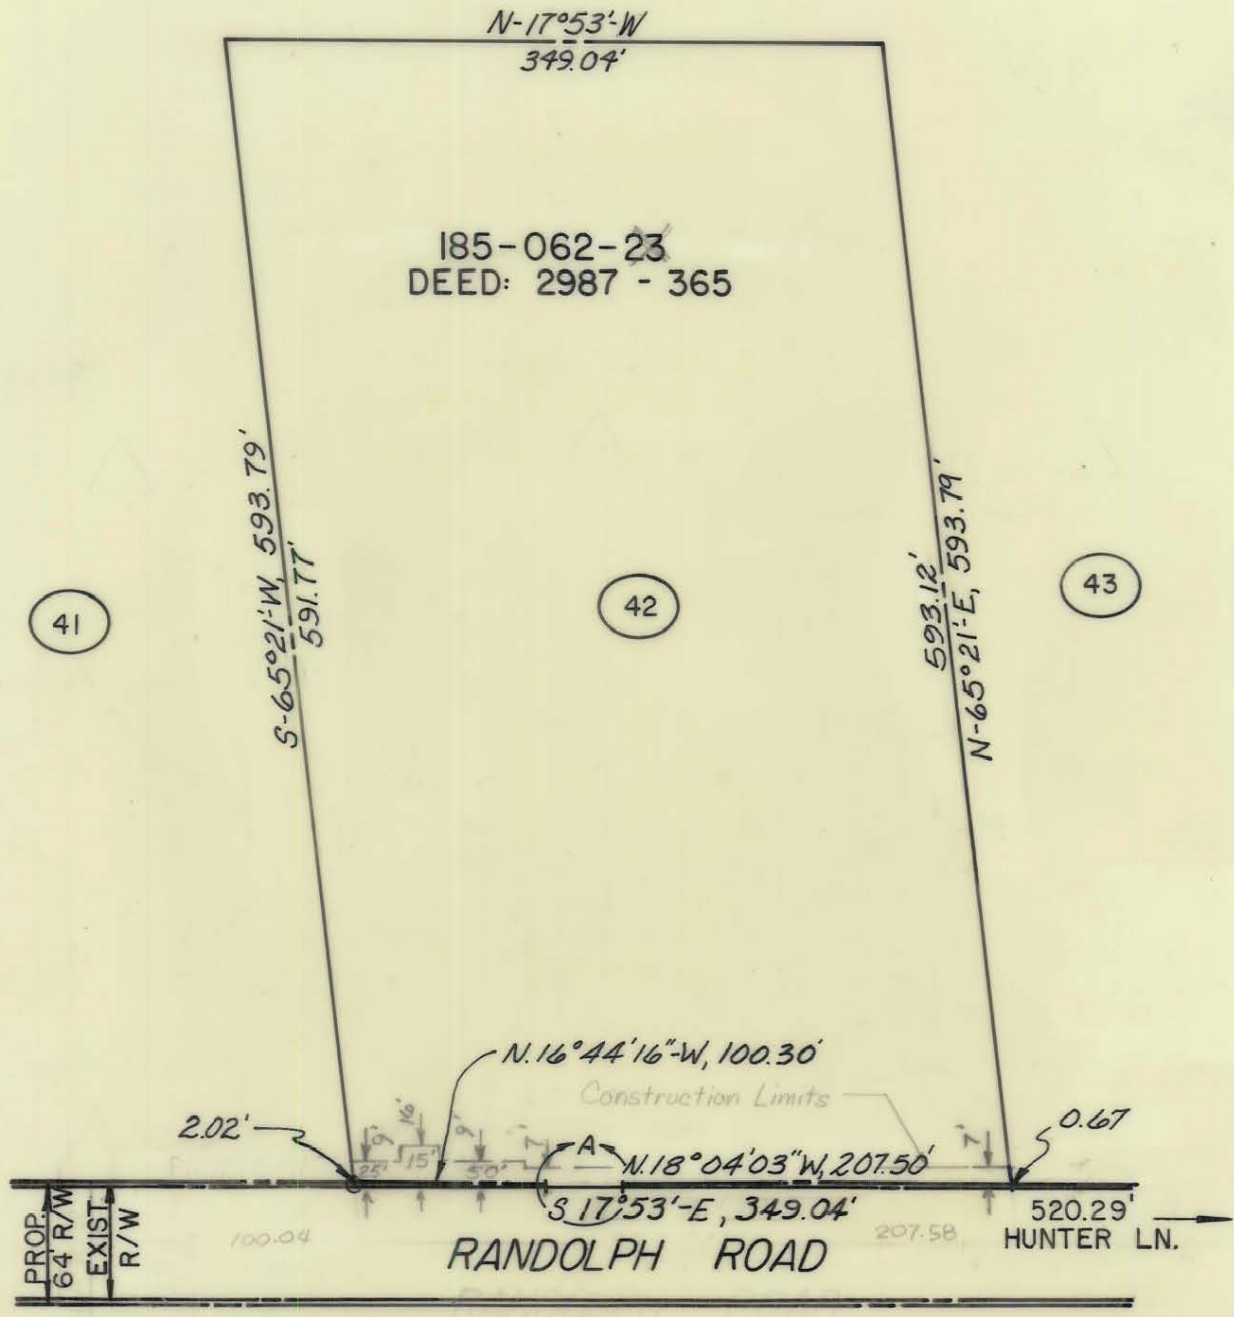 N-17°53'-W
349.04'
185-062-23
DEED: 2987 - 365
S-65°21'-W, 593.79'
591.77'
593.12'
N-65°21'-E, 593.79'
41
42
43
N.16°44'16"-W, 100.30'
Construction Limits
2.02'
9'
16'
9'
7'
A
7'
0.67
25'
15'
50'
N.18°04'03"W, 207.50'
S 17°53'-E, 349.04'
520.29'
HUNTER LN.
100.04
207.58
RANDOLPH ROAD
PROP.
64' R/W
EXIST.
R/W